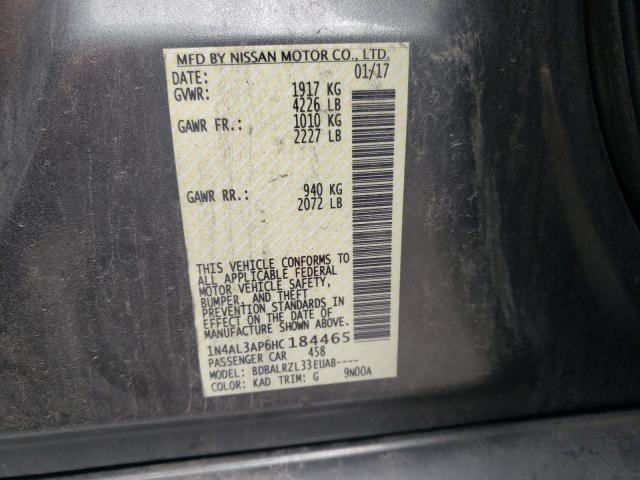 MFD BY NISSAN MOTOR CO., LTD.
DATE: 01/17
GVWR: 1917 KG
4226 LB
GAWR FR.: 1010 KG
2227 LB
GAWR RR.: 940 KG
2072 LB
THIS VEHICLE CONFORMS TO
ALL APPLICABLE FEDERAL
MOTOR VEHICLE SAFETY,
BUMPER, AND THEFT
PREVENTION STANDARDS IN
EFFECT ON THE DATE OF
MANUFACTURE SHOWN ABOVE.
1N4AL3AP6HC 184465
PASSENGER CAR 458
MODEL: BDBALRZL33EUAB----
COLOR: KAD TRIM: G 9N00A